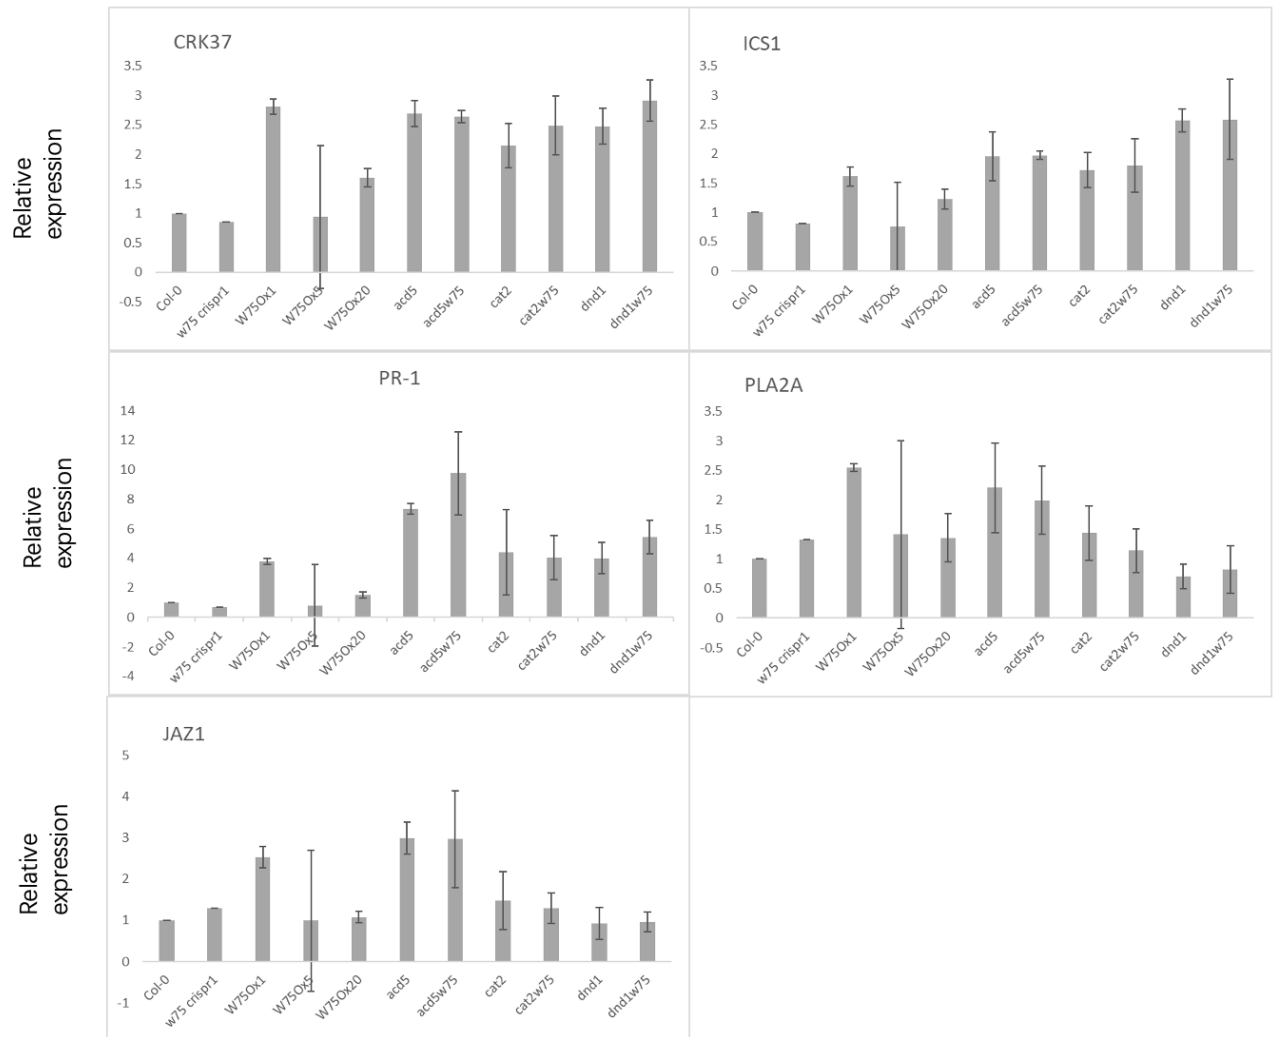 CRK37
Relative
expression
3.5
3
2.5
2
1.5
1
0.5
0
-0.5
Col-0
w75 crispr1
W75Ox1
W75Ox5
W75Ox20
acd5
acd5w75
cat2
cat2w75
dnd1
dnd1w75
ICS1
3.5
3
2.5
2
1.5
1
0.5
0
Col-0
w75 crispr1
W75Ox1
W75Ox5
W75Ox20
acd5
acd5w75
cat2
cat2w75
dnd1
dnd1w75
PR-1
Relative
expression
14
12
10
8
6
4
2
0
-2
-4
Col-0
w75 crispr1
W75Ox1
W75Ox5
W75Ox20
acd5
acd5w75
cat2
cat2w75
dnd1
dnd1w75
PLA2A
3.5
3
2.5
2
1.5
1
0.5
0
-0.5
Col-0
w75 crispr1
W75Ox1
W75Ox5
W75Ox20
acd5
acd5w75
cat2
cat2w75
dnd1
dnd1w75
JAZ1
Relative
expression
5
4
3
2
1
0
-1
Col-0
w75 crispr1
W75Ox1
W75Ox5
W75Ox20
acd5
acd5w75
cat2
cat2w75
dnd1
dnd1w75